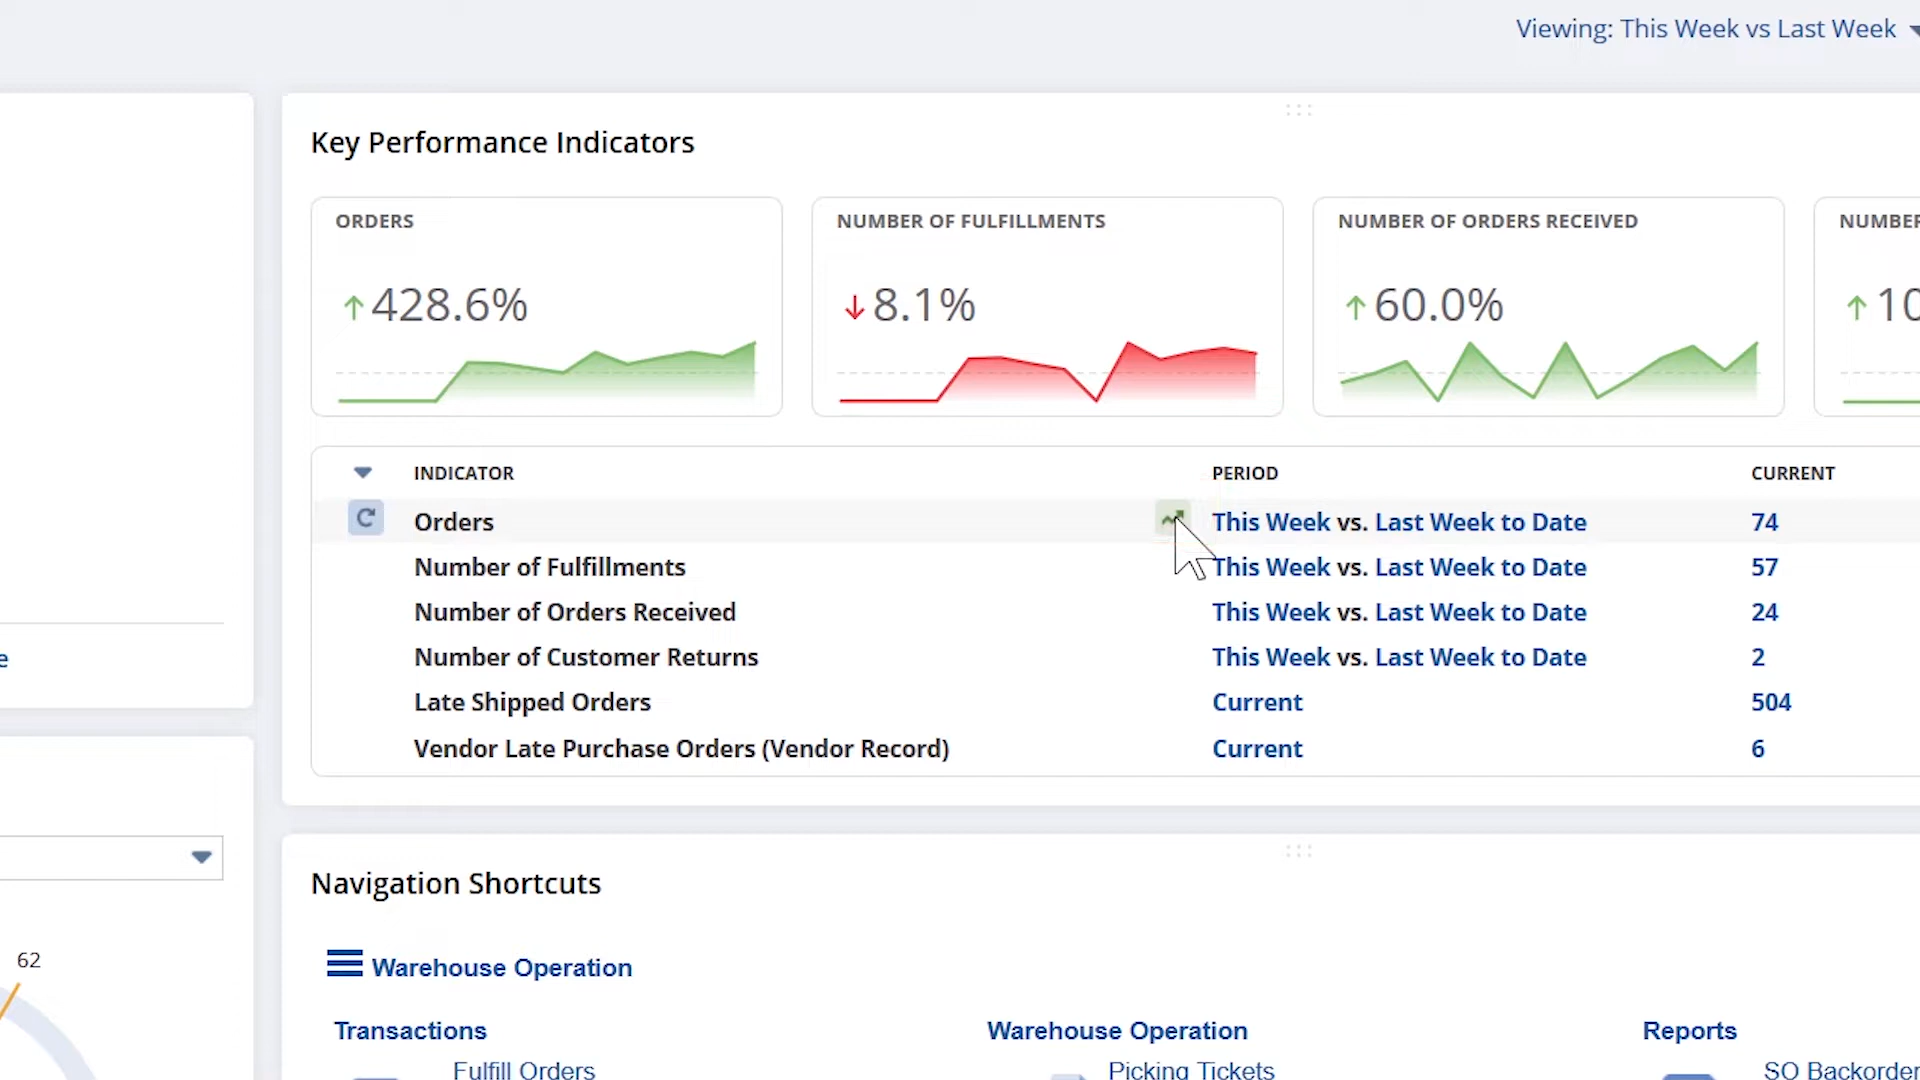 Viewing: This Week vs Last Week
Key Performance Indicators
ORDERS
428.6%
NUMBER OF FULFILLMENTS
8.1%
NUMBER OF ORDERS RECEIVED
60.0%
INDICATOR PERIOD CURRENT
Orders This Week vs. Last Week to Date 74
Number of Fulfillments This Week vs. Last Week to Date 57
Number of Orders Received This Week vs. Last Week to Date 24
Number of Customer Returns This Week vs. Last Week to Date 2
Late Shipped Orders Current 504
Vendor Late Purchase Orders (Vendor Record) Current 6
62
Navigation Shortcuts
Warehouse Operation
Transactions
Fulfill Orders
Warehouse Operation
Picking Tickets
Reports
SO